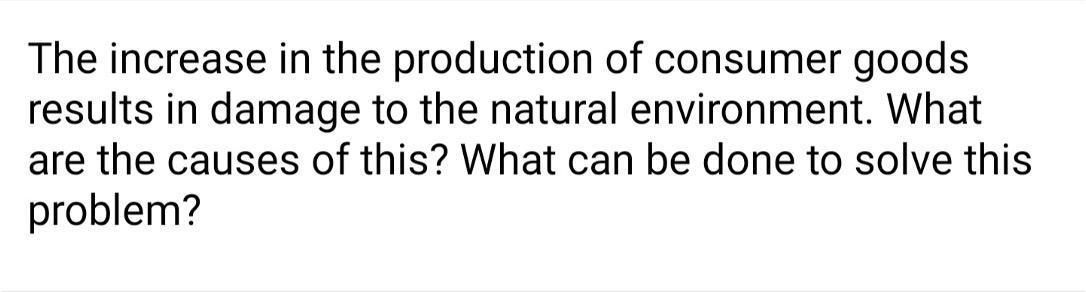 The increase in the production of consumer goods
results in damage to the natural environment. What
are the causes of this? What can be done to solve this
problem?